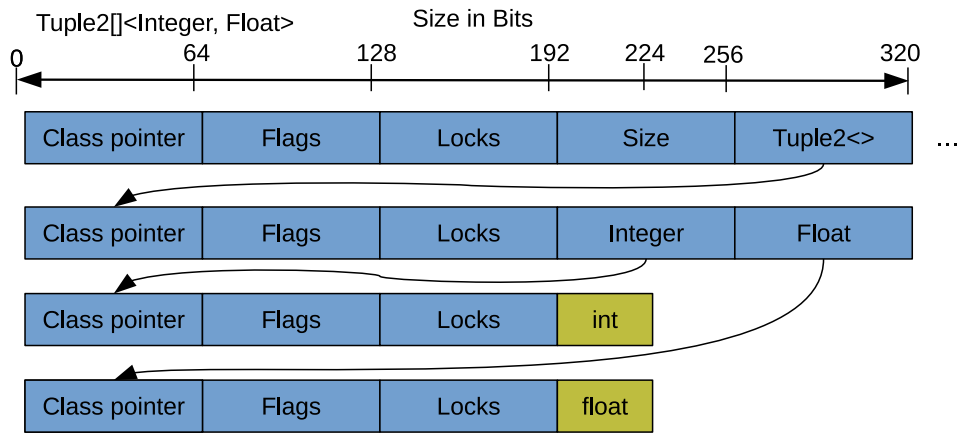 Tuple2[]<Integer, Float>
Size in Bits
0 64 128 192 224 256 320
Class pointer Flags Locks Size Tuple2<> ...
Class pointer Flags Locks Integer Float
Class pointer Flags Locks int
Class pointer Flags Locks float